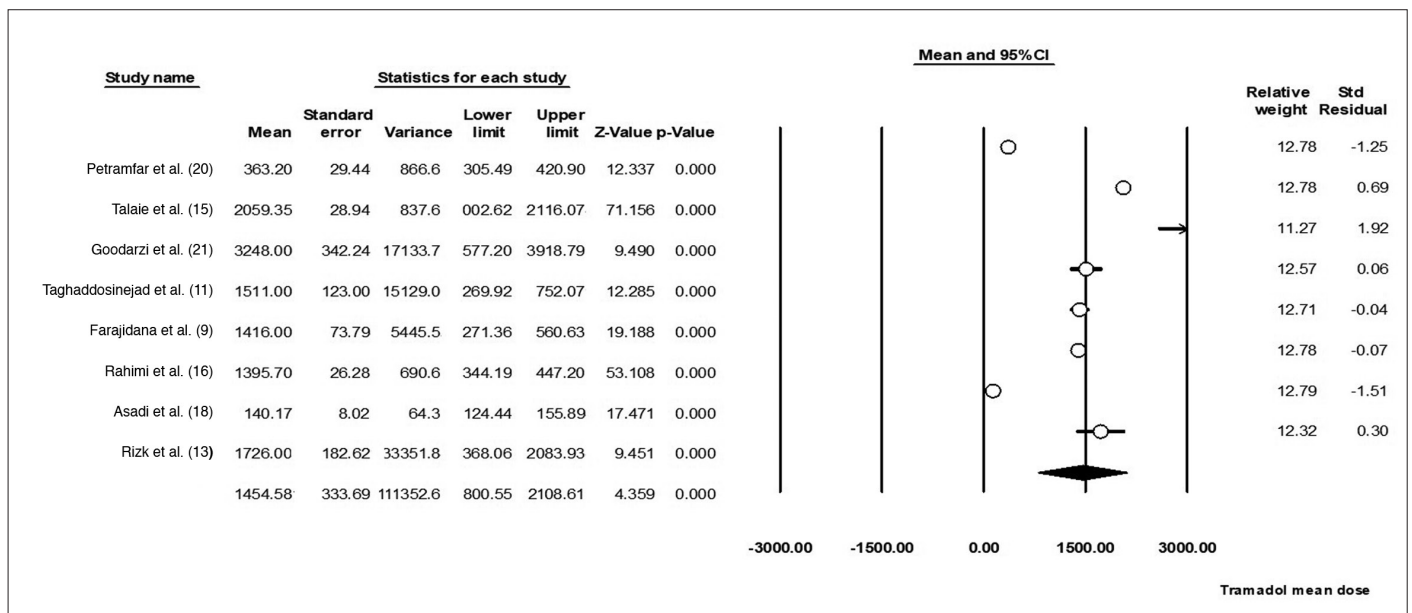 Mean and 95%CI
Study name Statistics for each study
Relative Std
weight Residual
Standard Lower Upper
Mean error Variance limit limit Z-Value p-Value
Petramfar et al. (20) 363.20 29.44 866.6 305.49 420.90 12.337 0.000 12.78 -1.25
Talaie et al. (15) 2059.35 28.94 837.6 002.62 2116.07 71.156 0.000 12.78 0.69
Goodarzi et al. (21) 3248.00 342.24 17133.7 577.20 3918.79 9.490 0.000 11.27 1.92
Taghaddosinejad et al. (11) 1511.00 123.00 15129.0 269.92 752.07 12.285 0.000 12.57 0.06
Farajidana et al. (9) 1416.00 73.79 5445.5 271.36 560.63 19.188 0.000 12.71 -0.04
Rahimi et al. (16) 1395.70 26.28 690.6 344.19 447.20 53.108 0.000 12.78 -0.07
Asadi et al. (18) 140.17 8.02 64.3 124.44 155.89 17.471 0.000 12.79 -1.51
Rizk et al. (13) 1726.00 182.62 33351.8 368.06 2083.93 9.451 0.000 12.32 0.30
1454.58 333.69 111352.6 800.55 2108.61 4.359 0.000
-3000.00 -1500.00 0.00 1500.00 3000.00
Tramadol mean dose